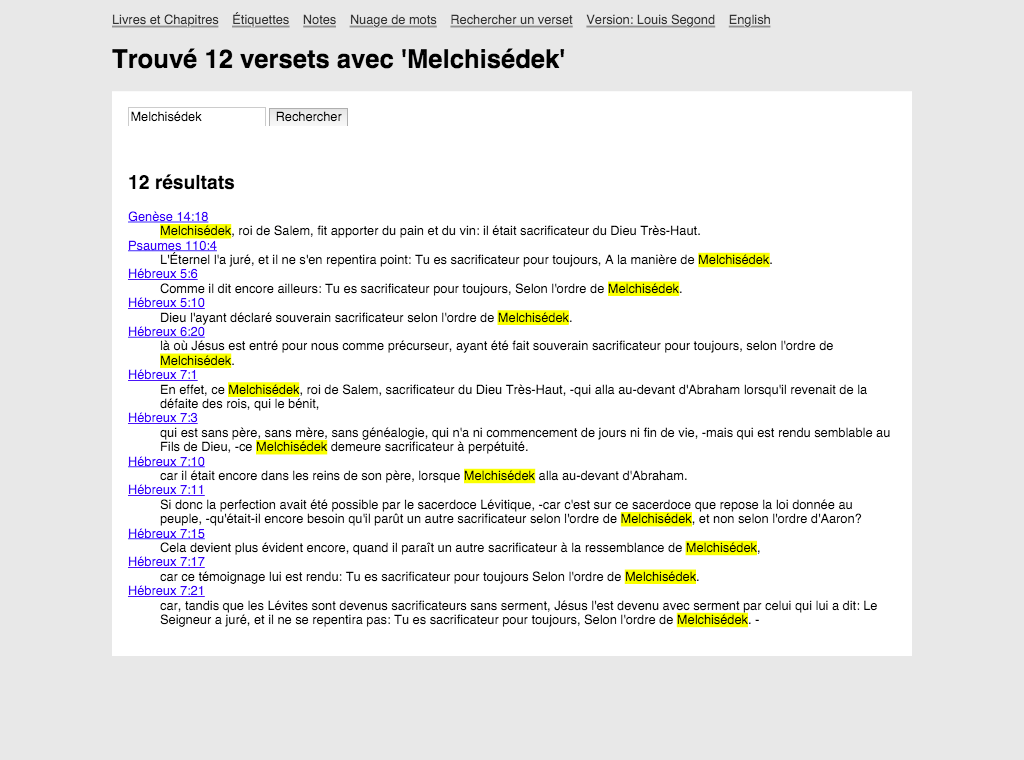 Livres et Chapitres Étiquettes Notes Nuage de mots Rechercher un verset Version: Louis Segond English
Trouvé 12 versets avec 'Melchisédek'
Melchisédek Rechercher
12 résultats
Genèse 14:18
Melchisédek, roi de Salem, fit apporter du pain et du vin: il était sacrificateur du Dieu Très-Haut.
Psaumes 110:4
L'Éternel l'a juré, et il ne s'en repentira point: Tu es sacrificateur pour toujours, A la manière de Melchisédek.
Hébreux 5:6
Comme il dit encore ailleurs: Tu es sacrificateur pour toujours, Selon l'ordre de Melchisédek.
Hébreux 5:10
Dieu l'ayant déclaré souverain sacrificateur selon l'ordre de Melchisédek.
Hébreux 6:20
là où Jésus est entré pour nous comme précurseur, ayant été fait souverain sacrificateur pour toujours, selon l'ordre de
Melchisédek.
Hébreux 7:1
En effet, ce Melchisédek, roi de Salem, sacrificateur du Dieu Très-Haut, -qui alla au-devant d'Abraham lorsqu'il revenait de la
défaite des rois, qui le bénit,
Hébreux 7:3
qui est sans père, sans mère, sans généalogie, qui n'a ni commencement de jours ni fin de vie, -mais qui est rendu semblable au
Fils de Dieu, -ce Melchisédek demeure sacrificateur à perpétuité.
Hébreux 7:10
car il était encore dans les reins de son père, lorsque Melchisédek alla au-devant d'Abraham.
Hébreux 7:11
Si donc la perfection avait été possible par le sacerdoce Lévitique, -car c'est sur ce sacerdoce que repose la loi donnée au
peuple, -qu'était-il encore besoin qu'il parût un autre sacrificateur selon l'ordre de Melchisédek, et non selon l'ordre d'Aaron?
Hébreux 7:15
Cela devient plus évident encore, quand il paraît un autre sacrificateur à la ressemblance de Melchisédek,
Hébreux 7:17
car ce témoignage lui est rendu: Tu es sacrificateur pour toujours Selon l'ordre de Melchisédek.
Hébreux 7:21
car, tandis que les Lévites sont devenus sacrificateurs sans serment, Jésus l'est devenu avec serment par celui qui lui a dit: Le
Seigneur a juré, et il ne se repentira pas: Tu es sacrificateur pour toujours, Selon l'ordre de Melchisédek. -